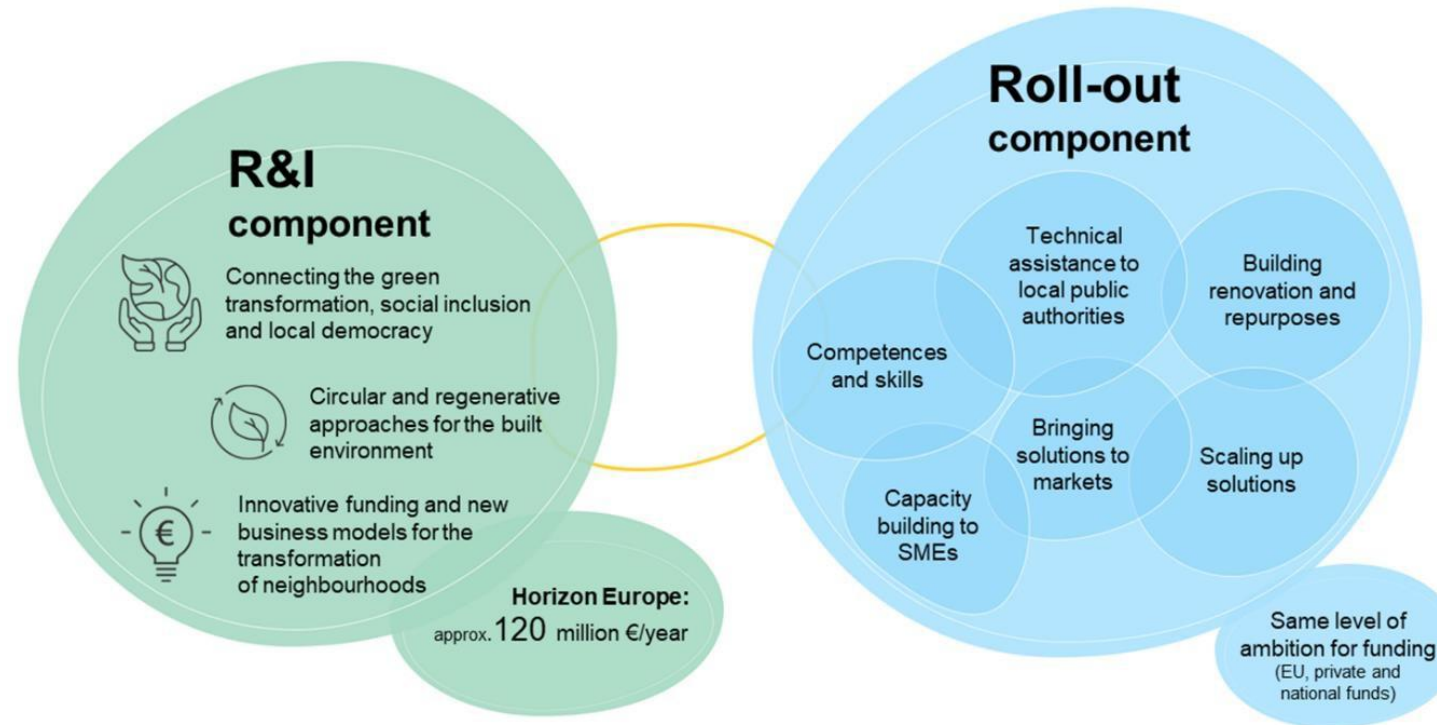 R&I
component
Connecting the green
transformation, social inclusion
and local democracy
Circular and regenerative
approaches for the built
environment
€
Innovative funding and new
business models for the
transformation
of neighbourhoods
Horizon Europe:
approx. 120 million €/year
Roll-out
component
Technical
assistance to
local public
authorities
Building
renovation and
repurposes
Competences
and skills
Bringing
solutions to
markets
Scaling up
solutions
Capacity
building to
SMEs
Same level of
ambition for funding
(EU, private and
national funds)